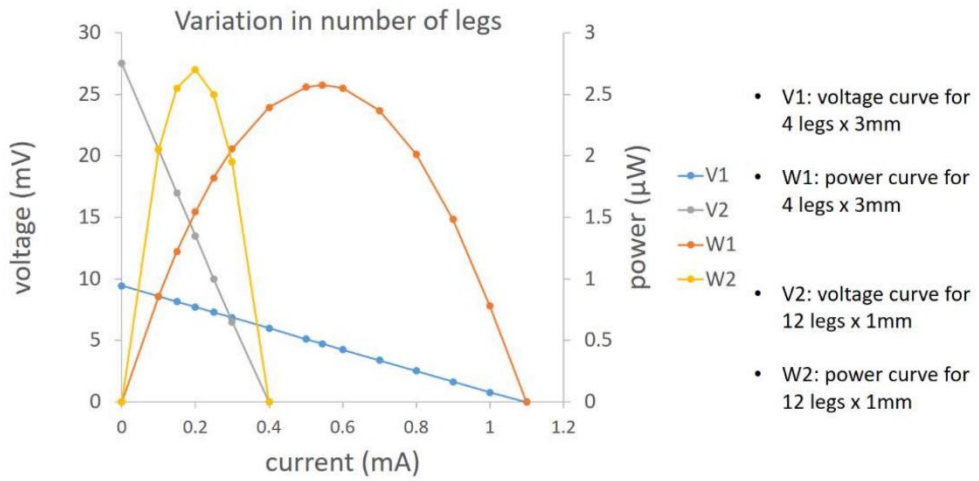 Variation in number of legs
30
25
20
15
10
5
0
voltage (mV)
3
2.5
2
1.5
1
0.5
0
power (µW)
0
0.2
0.4
0.6
0.8
1
1.2
current (mA)
V1
V2
W1
W2
• V1: voltage curve for
4 legs x 3mm
• W1: power curve for
4 legs x 3mm
• V2: voltage curve for
12 legs x 1mm
• W2: power curve for
12 legs x 1mm